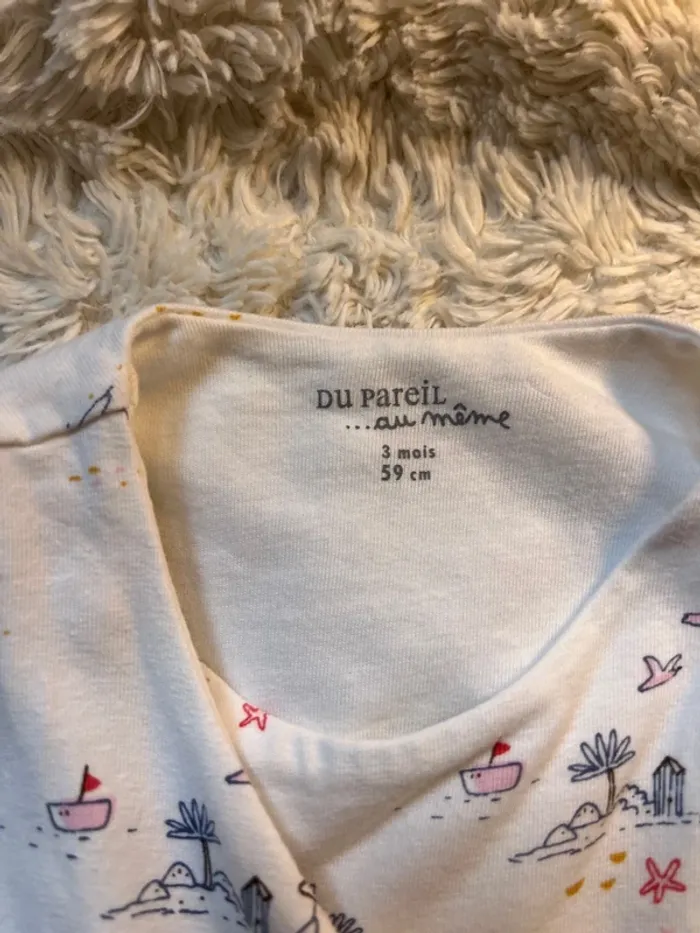 Du Pareil
...au même
3 mois
59 cm